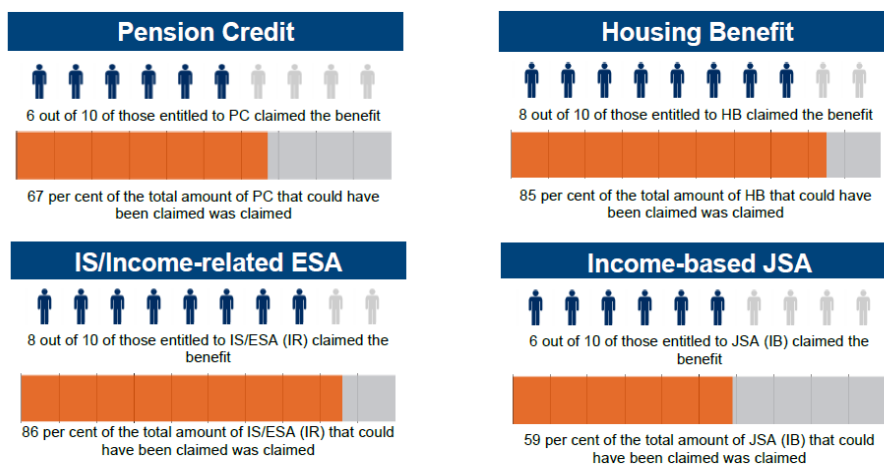 Pension Credit
6 out of 10 of those entitled to PC claimed the benefit
67 per cent of the total amount of PC that could have
been claimed was claimed
Housing Benefit
8 out of 10 of those entitled to HB claimed the benefit
85 per cent of the total amount of HB that could have
been claimed was claimed
IS/Income-related ESA
8 out of 10 of those entitled to IS/ESA (IR) claimed the
benefit
86 per cent of the total amount of IS/ESA (IR) that could
have been claimed was claimed
Income-based JSA
6 out of 10 of those entitled to JSA (IB) claimed the
benefit
59 per cent of the total amount of JSA (IB) that could
have been claimed was claimed